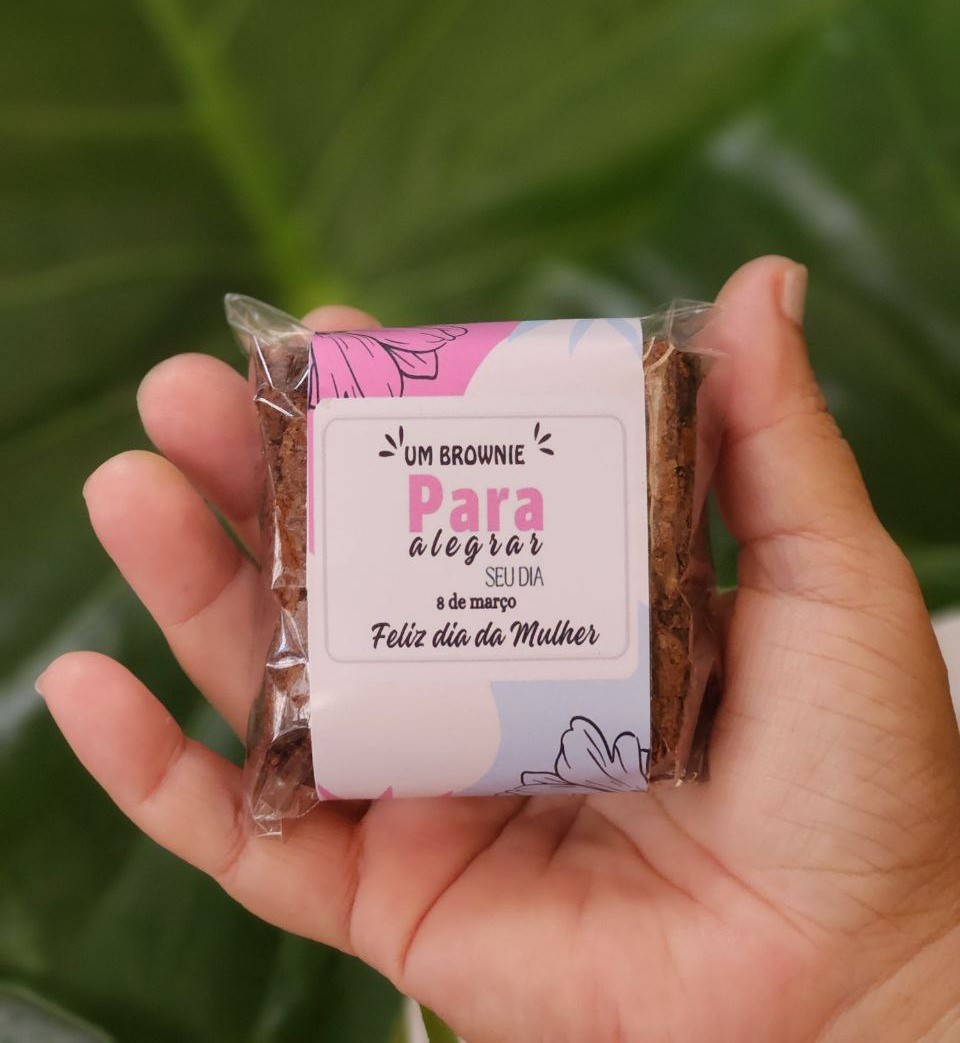 UM BROWNIE
Para
alegrar
SEU DIA
8 de março
Feliz dia da Mulher